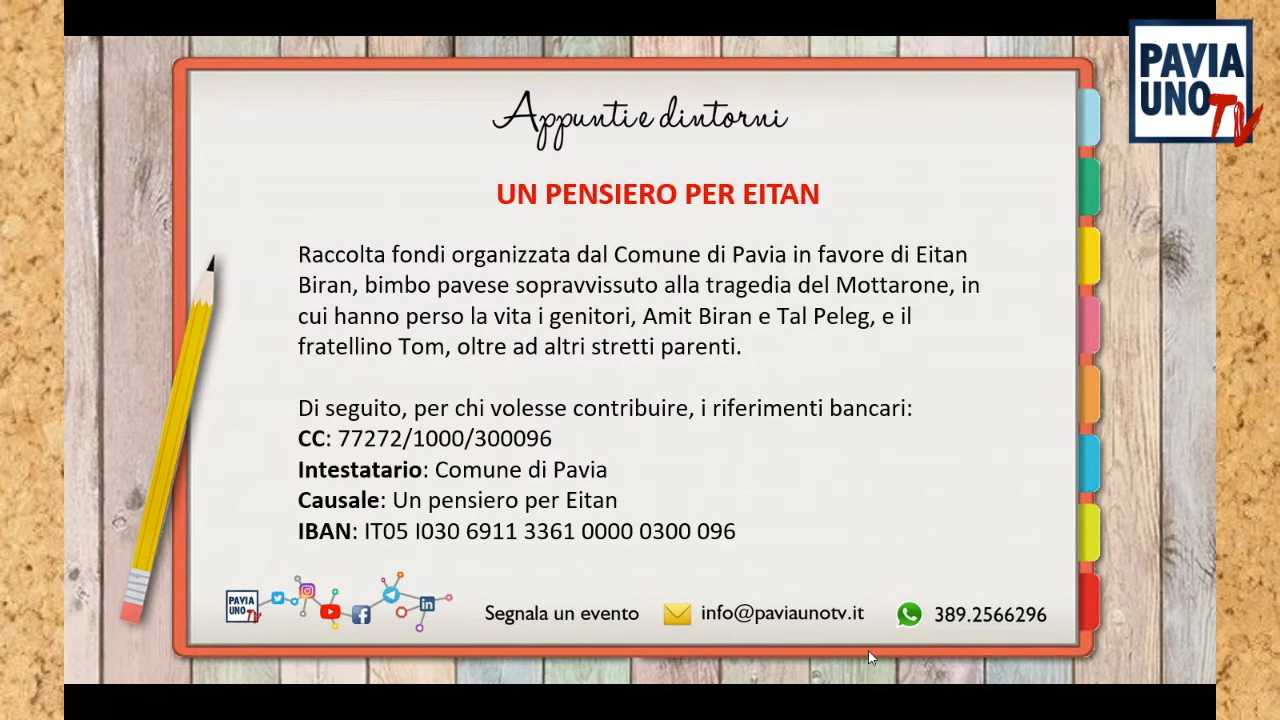 PAVIA
UNO TV
Appunti e dintorni
UN PENSIERO PER EITAN
Raccolta fondi organizzata dal Comune di Pavia in favore di Eitan
Biran, bimbo pavese sopravvissuto alla tragedia del Mottarone, in
cui hanno perso la vita i genitori, Amit Biran e Tal Peleg, e il
fratellino Tom, oltre ad altri stretti parenti.
Di seguito, per chi volesse contribuire, i riferimenti bancari:
CC: 77272/1000/300096
Intestatario: Comune di Pavia
Causale: Un pensiero per Eitan
IBAN: IT05 I030 6911 3361 0000 0300 096
PAVIA
UNO TV
in
Segnala un evento info@paviaunotv.it 389.2566296